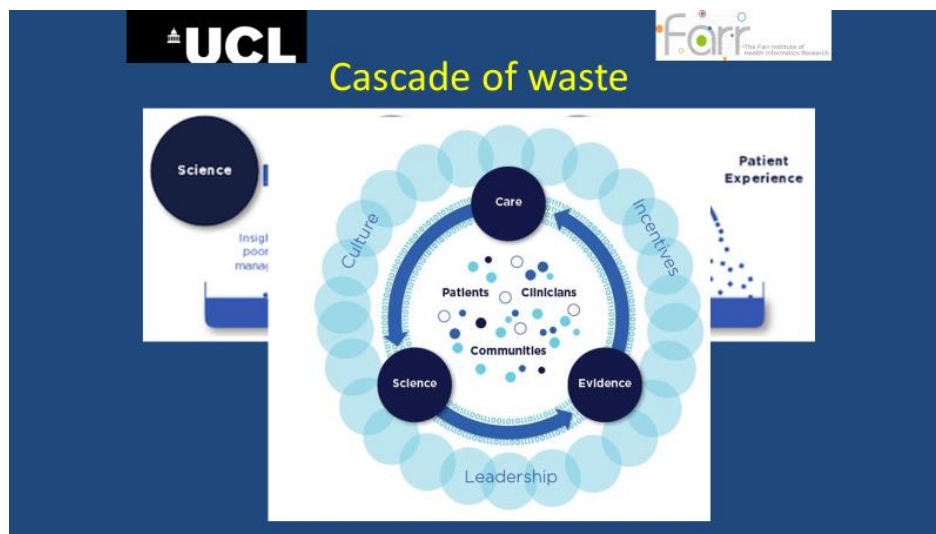 UCL
Farr
The Farr Institute of
Health Informatics Research
Cascade of waste
Science
Patient
Experience
Care
Culture
Incentives
Patients
Clinicians
Communities
Science
Evidence
Leadership